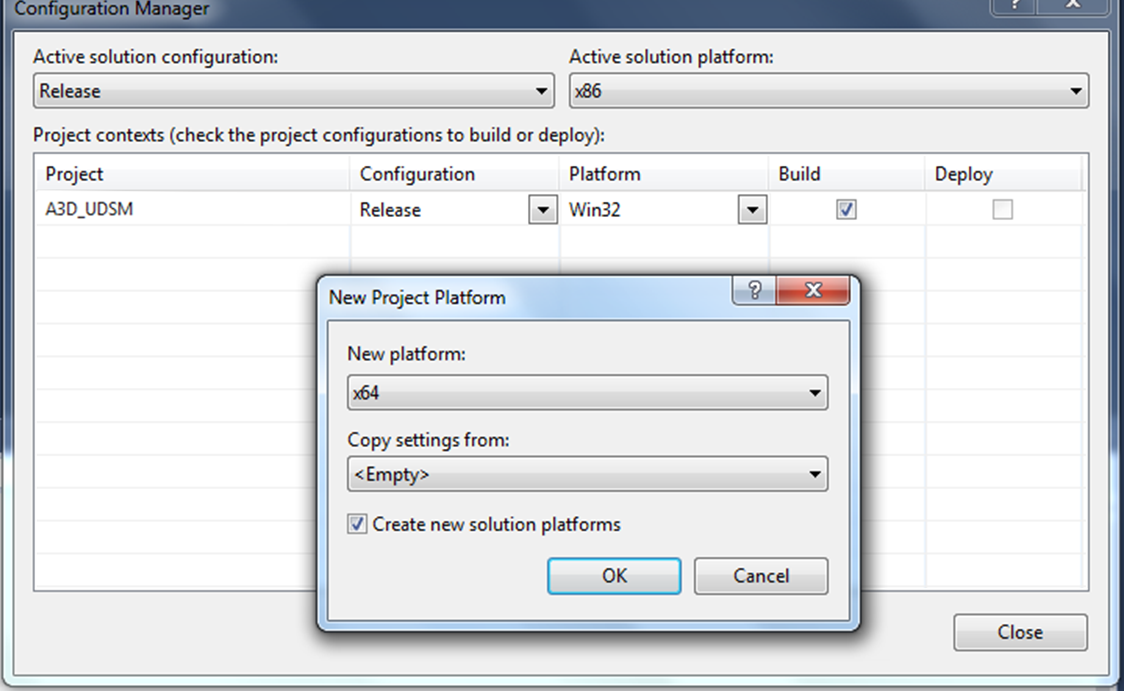 Configuration Manager
?
x
Active solution configuration:
Active solution platform:
Release
x86
Project contexts (check the project configurations to build or deploy):
Project Configuration Platform Build Deploy
A3D_UDSM Release Win32
New Project Platform
?
x
New platform:
x64
Copy settings from:
<Empty>
Create new solution platforms
OK Cancel
Close